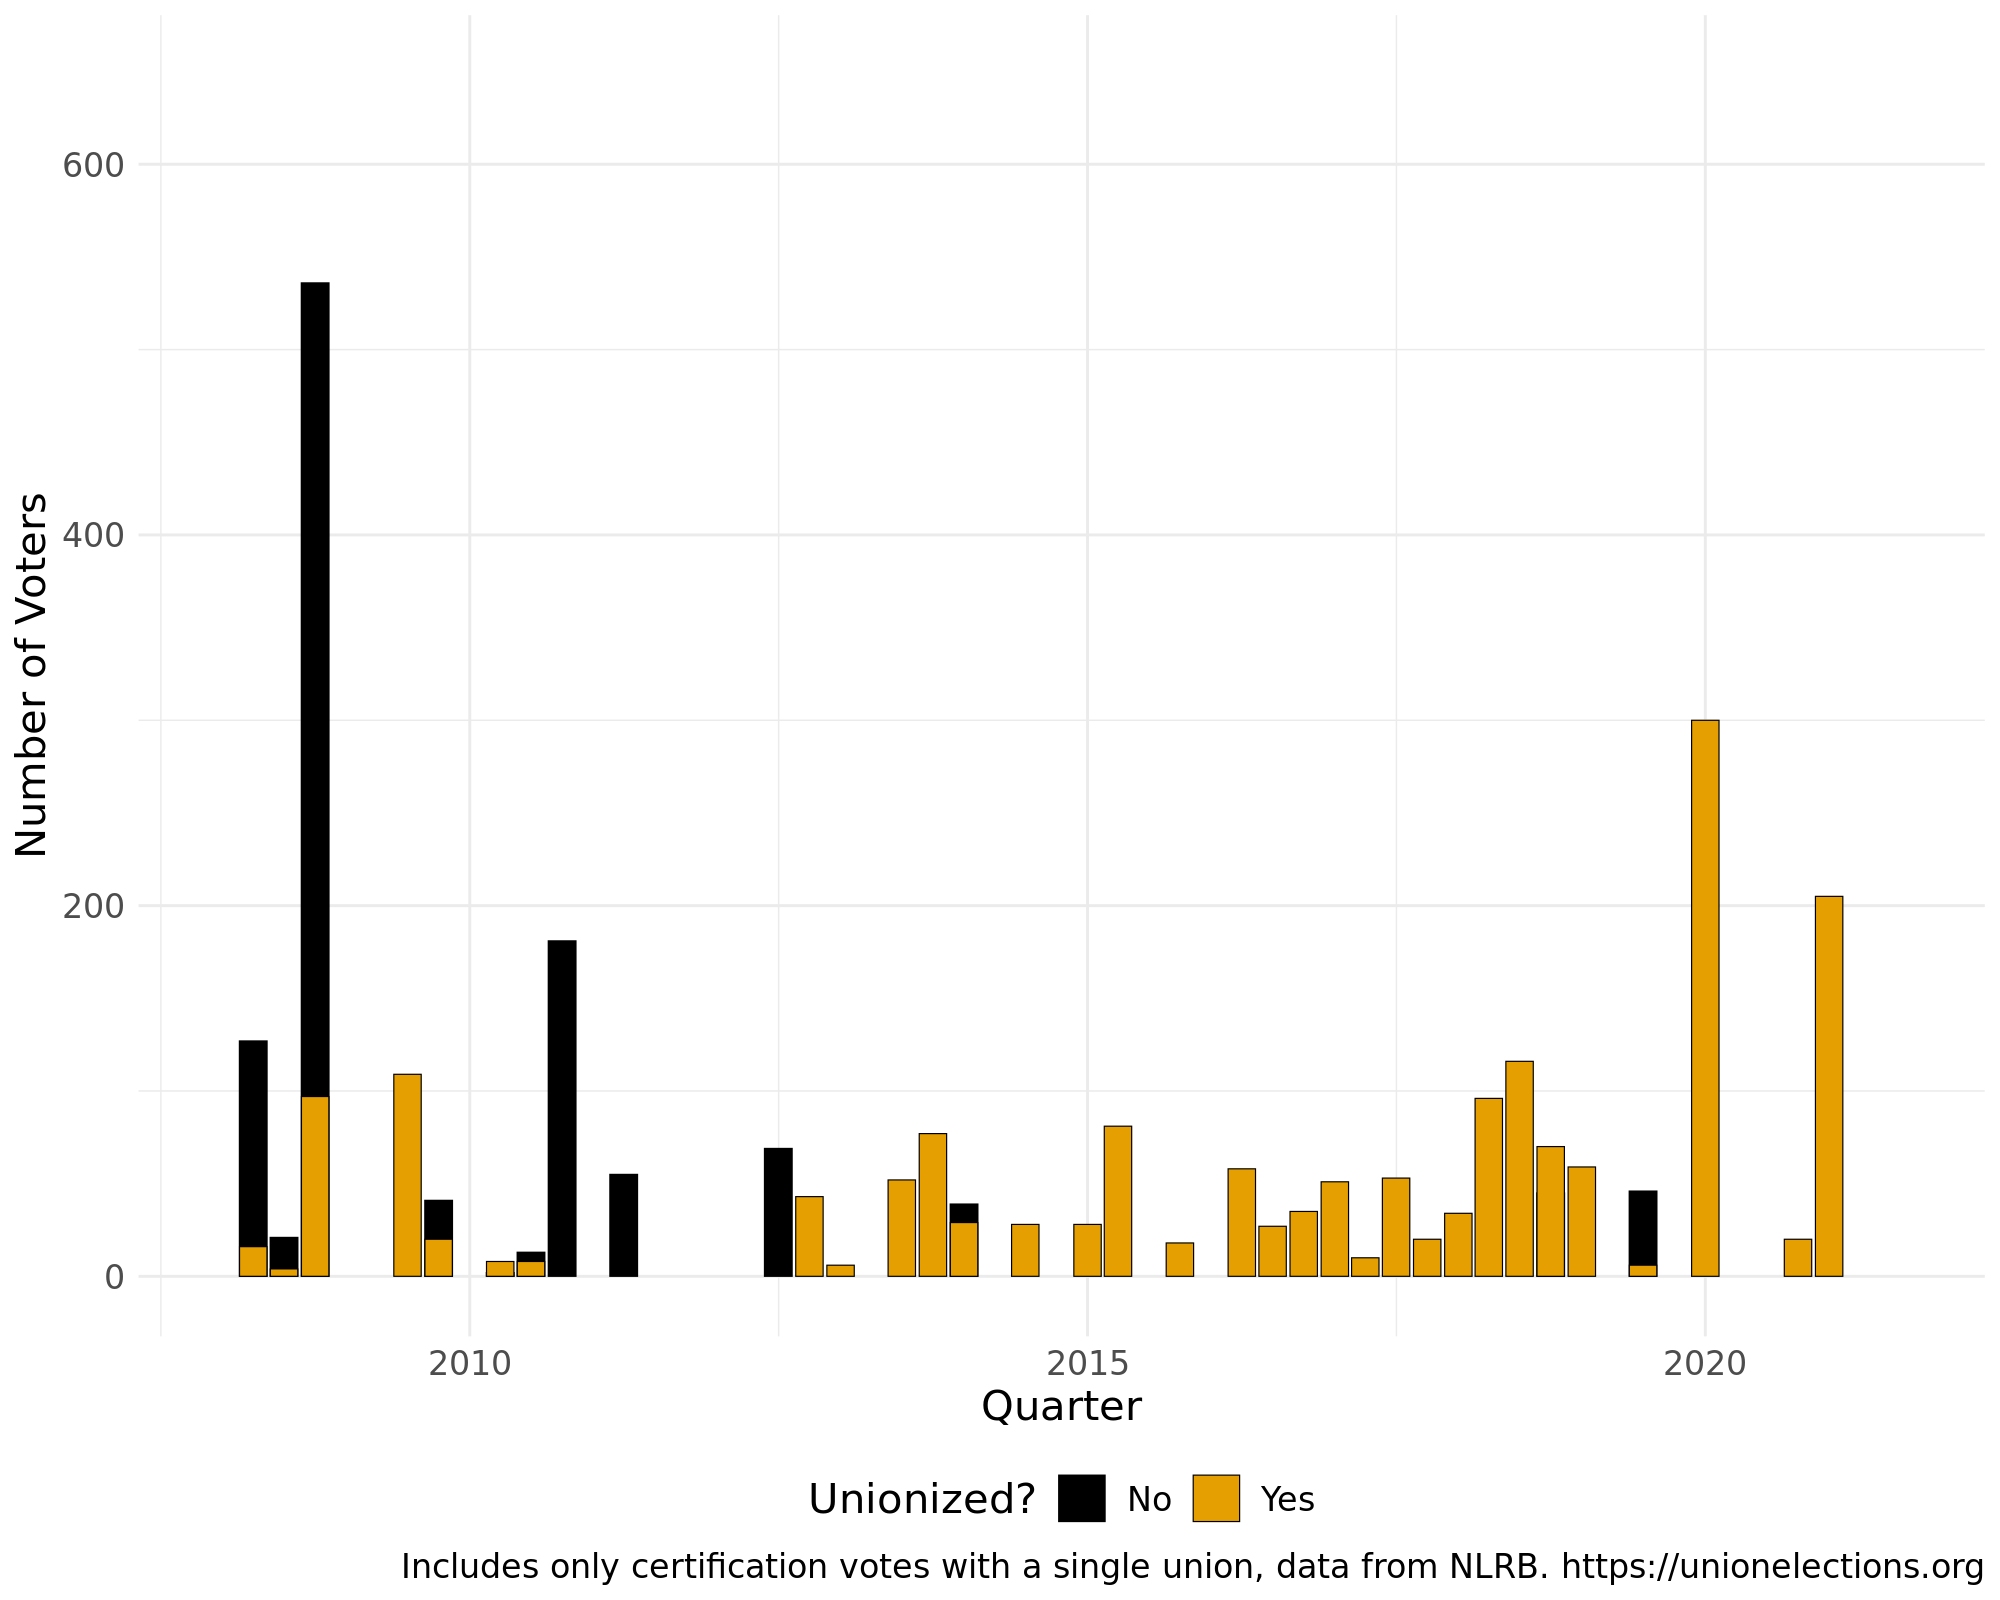 600
400
200
0
Number of Voters
2010 2015 2020
Quarter
Unionized? No Yes
Includes only certification votes with a single union, data from NLRB. https://unionelections.org